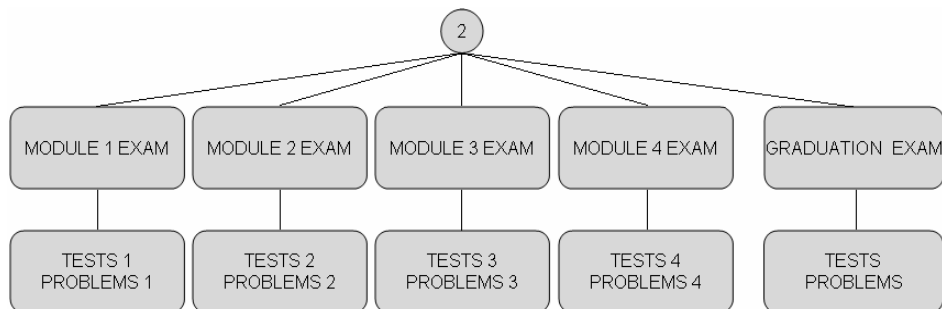 2
MODULE 1 EXAM
MODULE 2 EXAM
MODULE 3 EXAM
MODULE 4 EXAM
GRADUATION EXAM
TESTS 1
PROBLEMS 1
TESTS 2
PROBLEMS 2
TESTS 3
PROBLEMS 3
TESTS 4
PROBLEMS 4
TESTS
PROBLEMS